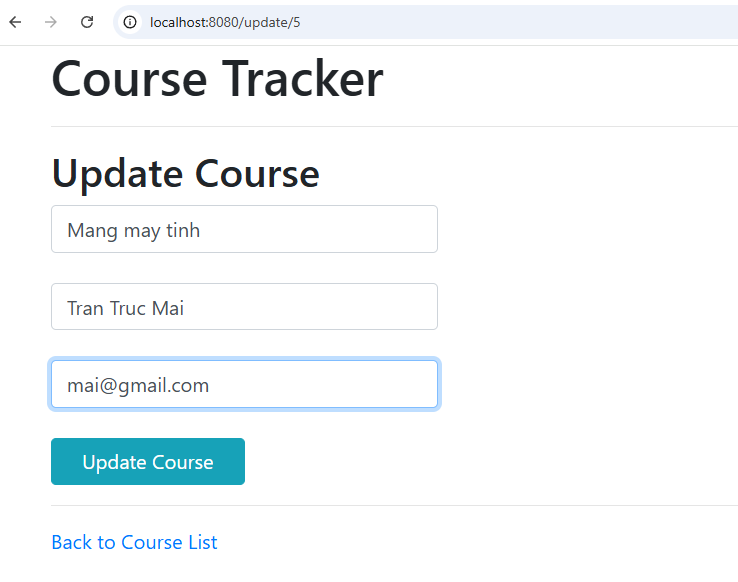 localhost:8080/update/5
Course Tracker
Update Course
Mang may tinh
Tran Truc Mai
mai@gmail.com
Update Course
Back to Course List